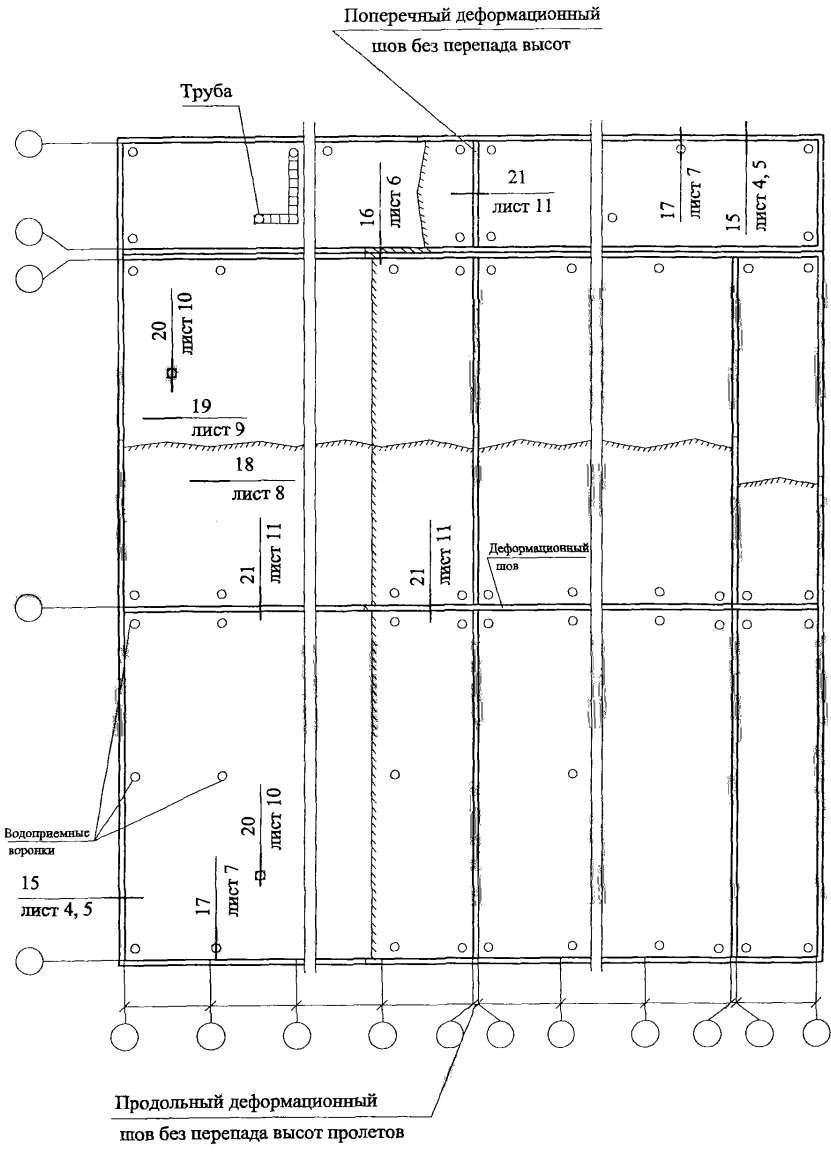 Поперечный деформационный
шов без перепада высот
Труба
16
лист 6
21
лист 11
17
лист 7
15
лист 4, 5
20
лист 10
19
лист 9
18
лист 8
21
лист 11
21
лист 11
Деформационный
шов
Водоприемные
воронки
20
лист 10
15
лист 4, 5
17
лист 7
Продольный деформационный
шов без перепада высот пролетов